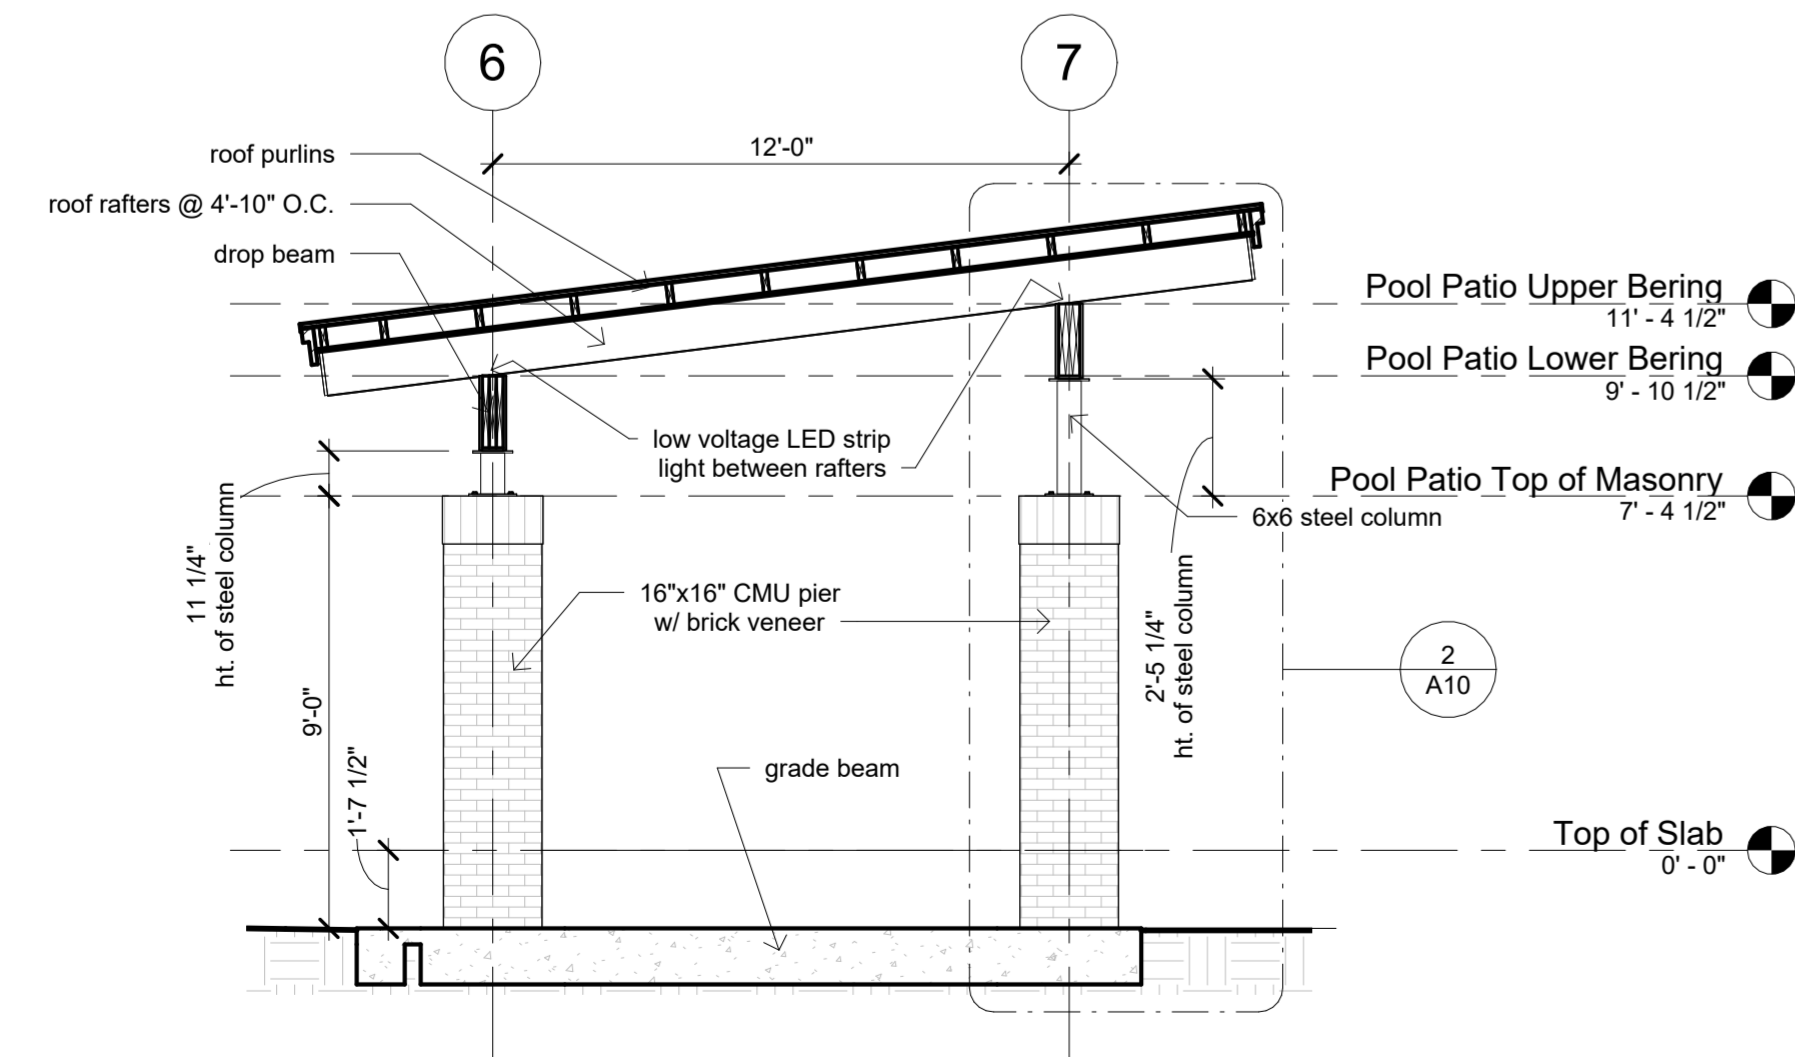 6
7
12'-0"
roof purlins
roof rafters @ 4'-10" O.C.
drop beam
Pool Patio Upper Bering
11' - 4 1/2"
Pool Patio Lower Bering
9' - 10 1/2"
low voltage LED strip
light between rafters
Pool Patio Top of Masonry
7' - 4 1/2"
6x6 steel column
11 1/4"
ht. of steel column
16"x16" CMU pier
w/ brick veneer
2'-5 1/4"
ht. of steel column
2
A10
9'-0"
1'-7 1/2"
grade beam
Top of Slab
0' - 0"